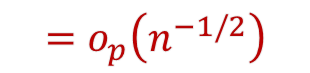 = o_p(n^{-1/2})